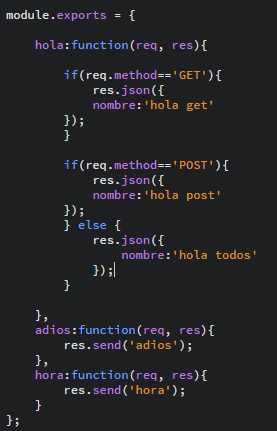 module.exports = {
hola:function(req, res){
if(req.method=='GET'){
res.json({
nombre:'hola get'
});
}
if(req.method=='POST'){
res.json({
nombre:'hola post'
});
} else {
res.json({
nombre:'hola todos'
});
}
},
adios:function(req, res){
res.send('adios');
},
hora:function(req, res){
res.send('hora');
}
};